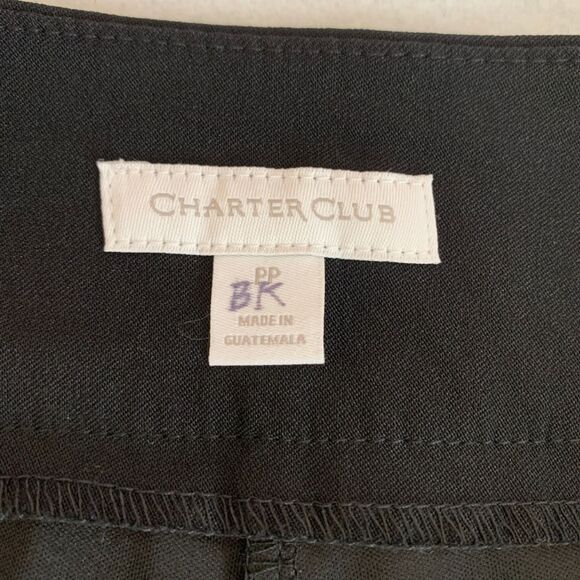 CHARTER CLUB
PP
BK
MADE IN
GUATEMALA